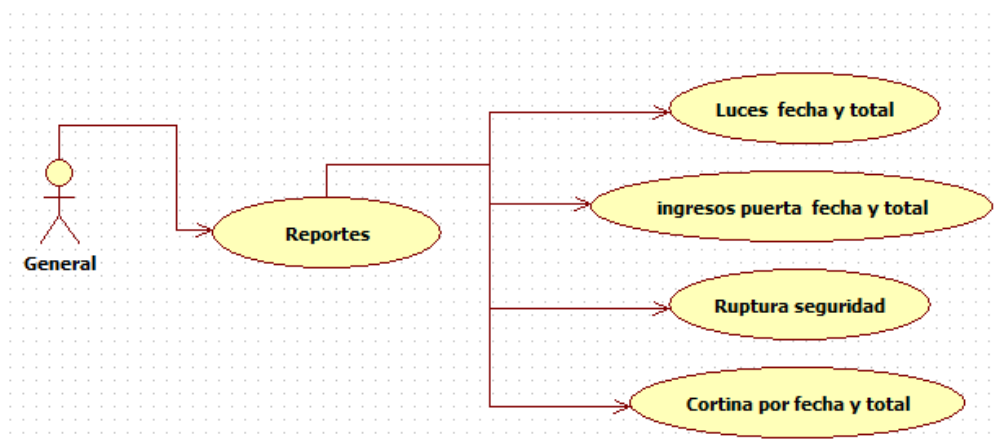 Luces fecha y total
ingresos puerta fecha y total
General
Reportes
Ruptura seguridad
Cortina por fecha y total